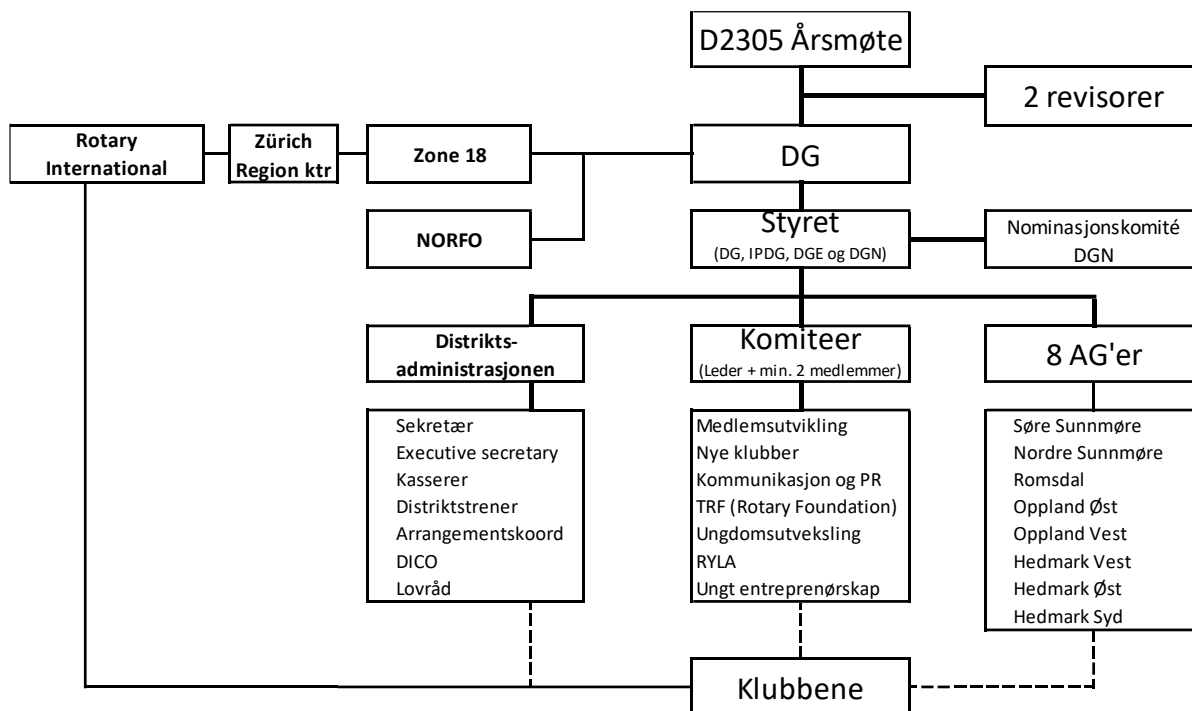 D2305 Årsmøte
2 revisorer
Rotary
International
Zürich
Region ktr
Zone 18
DG
NORFO
Styret
(DG, IPDG, DGE og DGN)
Nominasjonskomité
DGN
Distrikts-
administrasjonen
Komiteer
(Leder + min. 2 medlemmer)
8 AG'er
Sekretær
Executive secretary
Kasserer
Distriktstrener
Arrangementskoord
DICO
Lovråd
Medlemsutvikling
Nye klubber
Kommunikasjon og PR
TRF (Rotary Foundation)
Ungdomsutveksling
RYLA
Ungt entreprenørskap
Søre Sunnmøre
Nordre Sunnmøre
Romsdal
Oppland Øst
Oppland Vest
Hedmark Vest
Hedmark Øst
Hedmark Syd
Klubbene